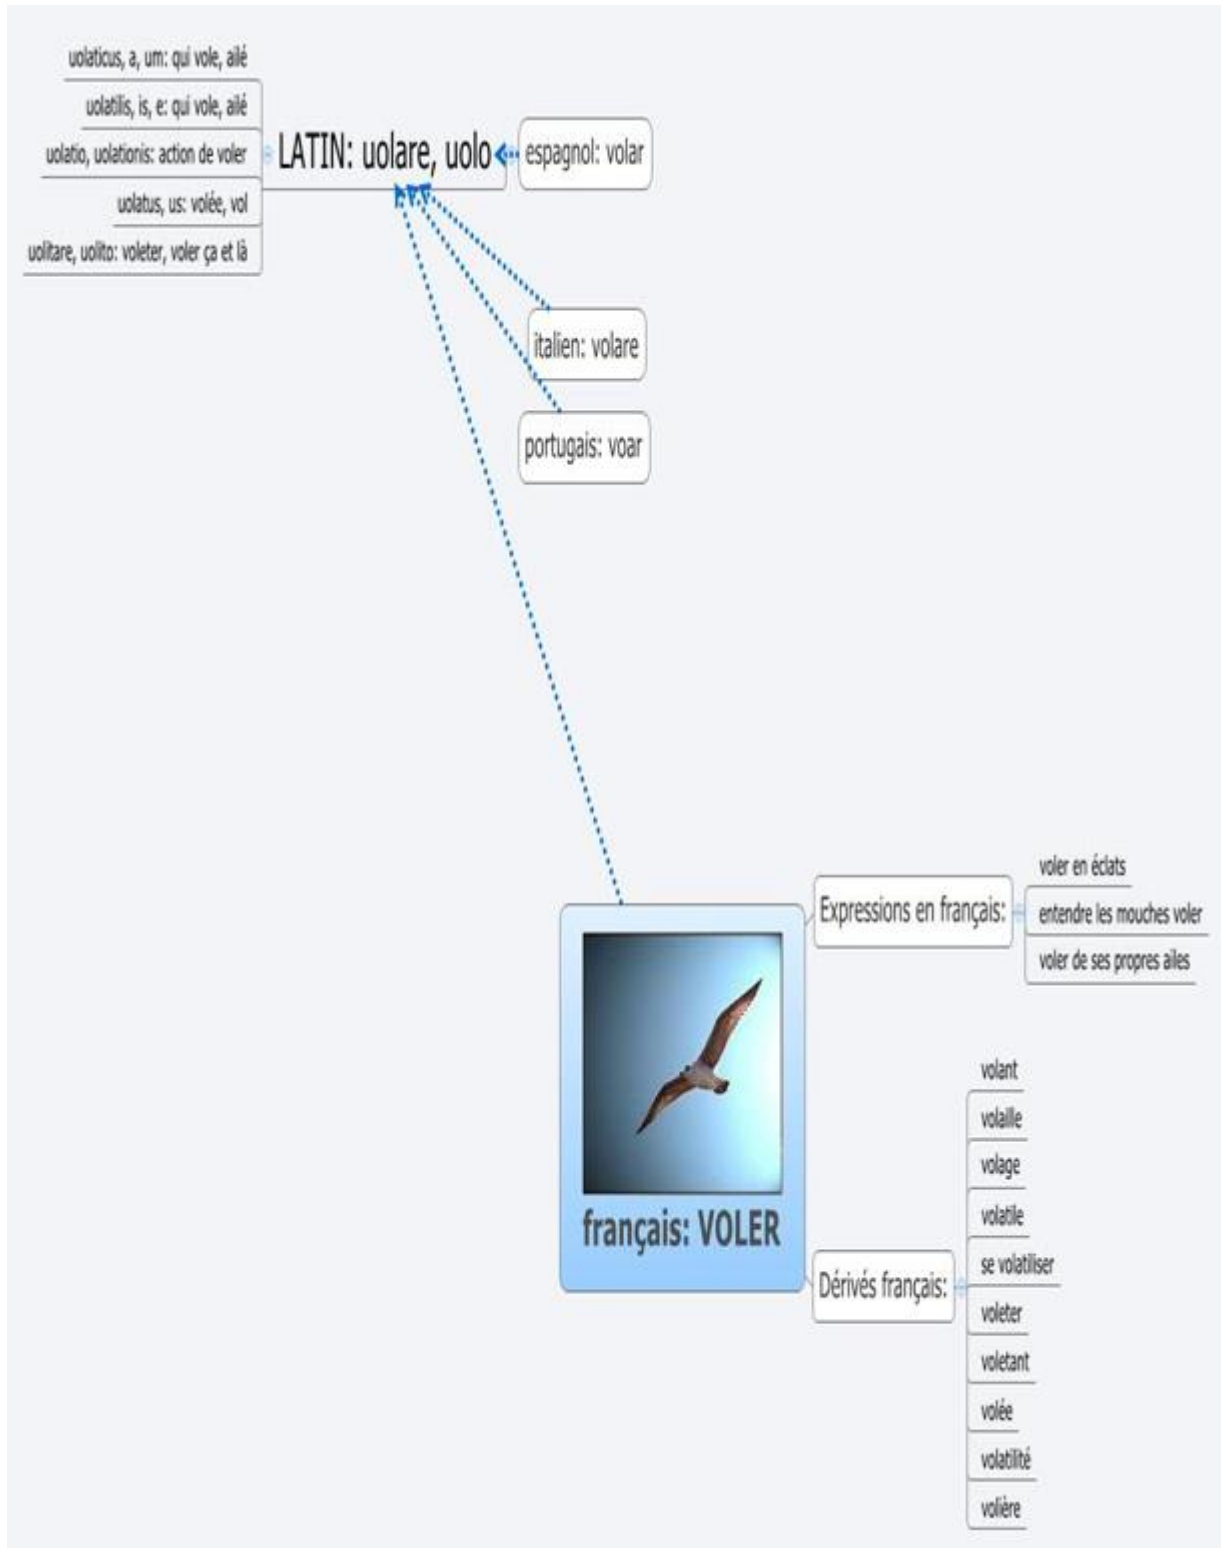 uolaticus, a, um: qui vole, ailé
uolatilis, is, e: qui vole, ailé
uolatio, uolationis: action de voler
uolatus, us: volée, vol
uolitare, uolito: voleter, voler ça et là
LATIN: uolare, uolo
espagnol: volar
italien: volare
portugais: voar
français: VOLER
Expressions en français:
voler en éclats
entendre les mouches voler
voler de ses propres ailes
Dérivés français:
volant
volaille
volage
volatile
se volatiliser
voleter
voletant
volée
volatilité
volière